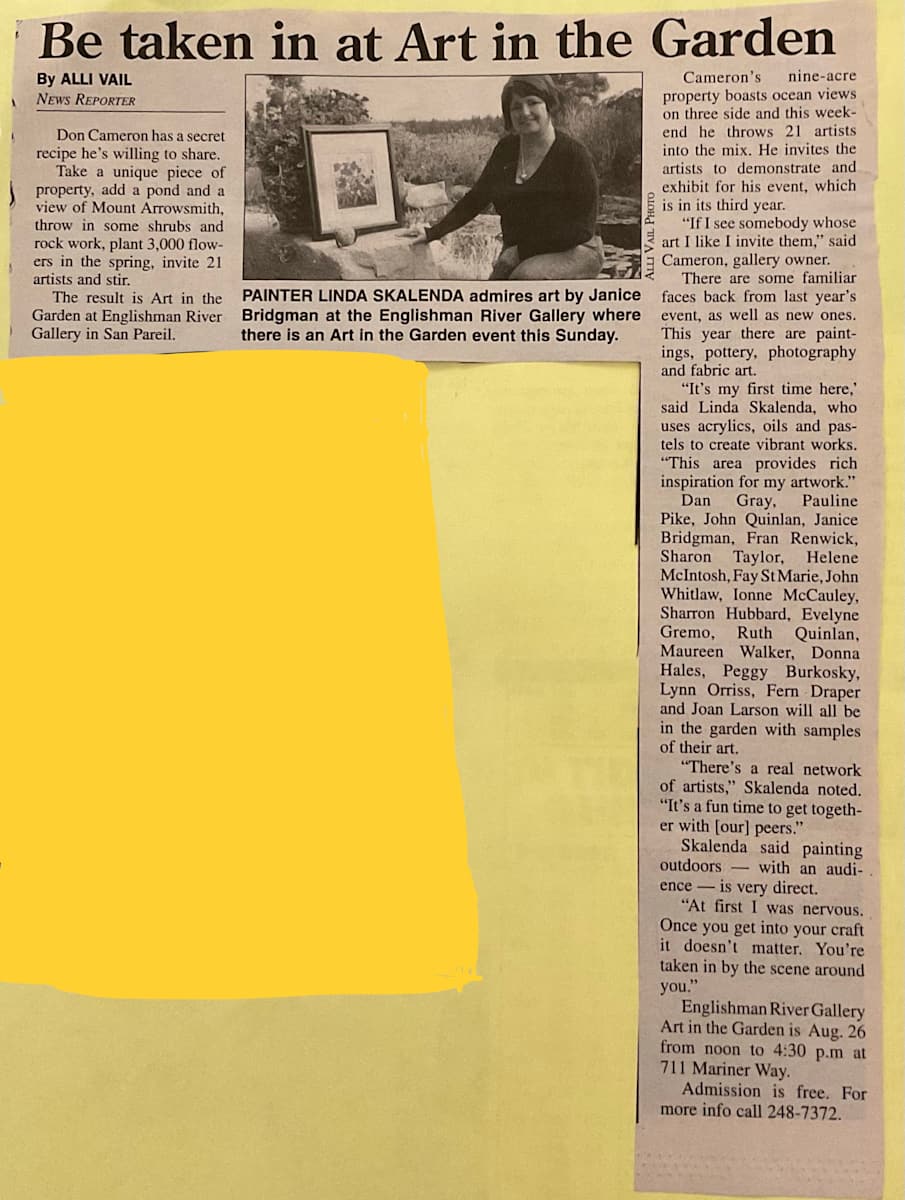 Be taken in at Art in the Garden
By ALLI VAIL
NEWS REPORTER
Don Cameron has a secret
recipe he's willing to share.
Take a unique piece of
property, add a pond and a
view of Mount Arrowsmith,
throw in some shrubs and
rock work, plant 3,000 flow-
ers in the spring, invite 21
artists and stir.
The result is Art in the
Garden at Englishman River
Gallery in San Pareil.
ALLI VAIL PHOTO
PAINTER LINDA SKALENDA admires art by Janice
Bridgman at the Englishman River Gallery where
there is an Art in the Garden event this Sunday.
Cameron's nine-acre
property boasts ocean views
on three side and this week-
end he throws 21 artists
into the mix. He invites the
artists to demonstrate and
exhibit for his event, which
is in its third year.
"If I see somebody whose
art I like I invite them," said
Cameron, gallery owner.
There are some familiar
faces back from last year's
event, as well as new ones.
This year there are paint-
ings, pottery, photography
and fabric art.
"It's my first time here,'
said Linda Skalenda, who
uses acrylics, oils and pas-
tels to create vibrant works.
"This area provides rich
inspiration for my artwork."
Dan Gray, Pauline
Pike, John Quinlan, Janice
Bridgman, Fran Renwick,
Sharon Taylor, Helene
McIntosh, Fay St Marie, John
Whitlaw, Ionne McCauley,
Sharron Hubbard, Evelyne
Gremo, Ruth Quinlan,
Maureen Walker, Donna
Hales, Peggy Burkosky,
Lynn Orriss, Fern Draper
and Joan Larson will all be
in the garden with samples
of their art.
"There's a real network
of artists," Skalenda noted.
"It's a fun time to get togeth-
er with [our] peers."
Skalenda said painting
outdoors — with an audi-
ence — is very direct.
"At first I was nervous.
Once you get into your craft
it doesn't matter. You're
taken in by the scene around
you."
Englishman River Gallery
Art in the Garden is Aug. 26
from noon to 4:30 p.m at
711 Mariner Way.
Admission is free. For
more info call 248-7372.